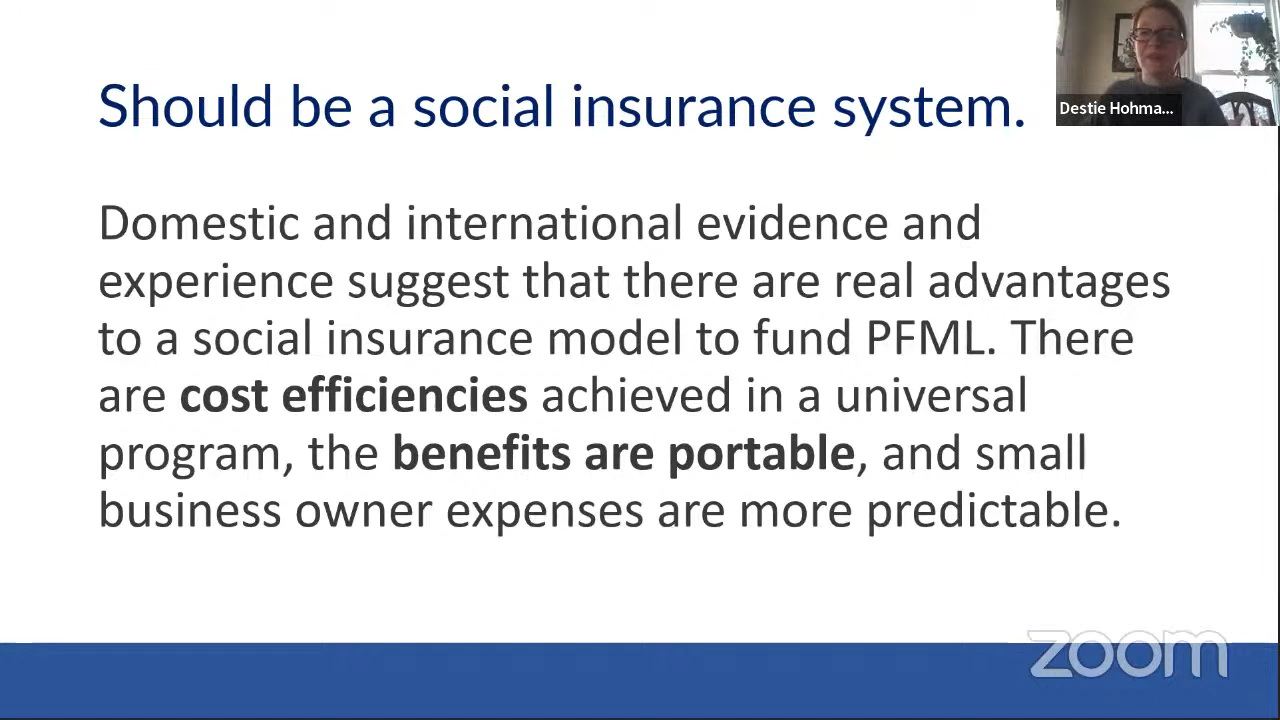 Should be a social insurance system.
Destie Hohma...
Domestic and international evidence and
experience suggest that there are real advantages
to a social insurance model to fund PFML. There
are cost efficiencies achieved in a universal
program, the benefits are portable, and small
business owner expenses are more predictable.
zoom